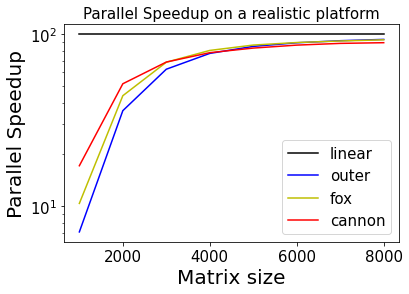 Parallel Speedup on a realistic platform
Parallel Speedup
10²
10¹
linear
outer
fox
cannon
2000 4000 6000 8000
Matrix size